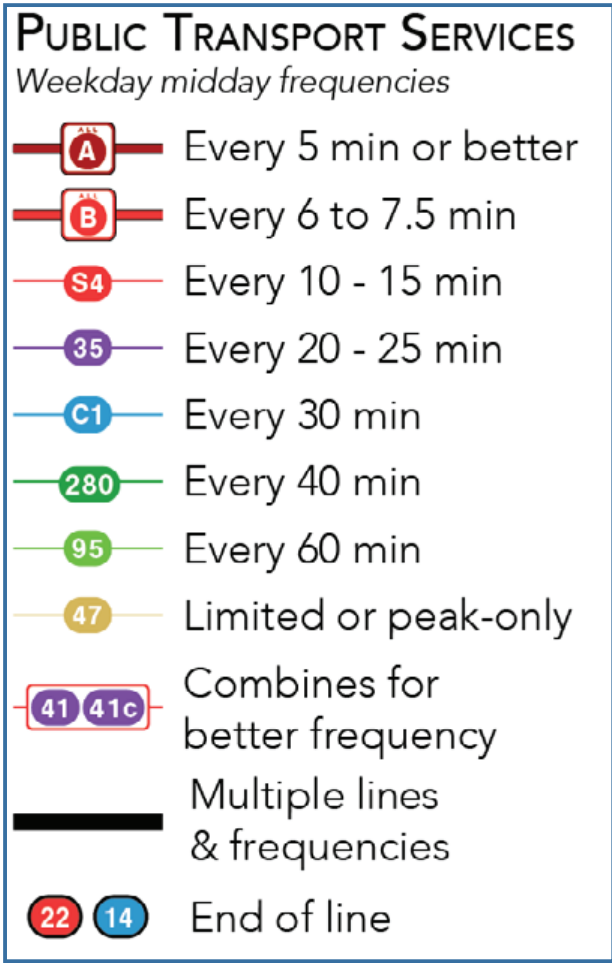 PUBLIC TRANSPORT SERVICES
Weekday midday frequencies
ALL
A Every 5 min or better
ALL
B Every 6 to 7.5 min
S4 Every 10 - 15 min
35 Every 20 - 25 min
C1 Every 30 min
280 Every 40 min
95 Every 60 min
47 Limited or peak-only
41 41c Combines for
better frequency
Multiple lines
& frequencies
22 14 End of line